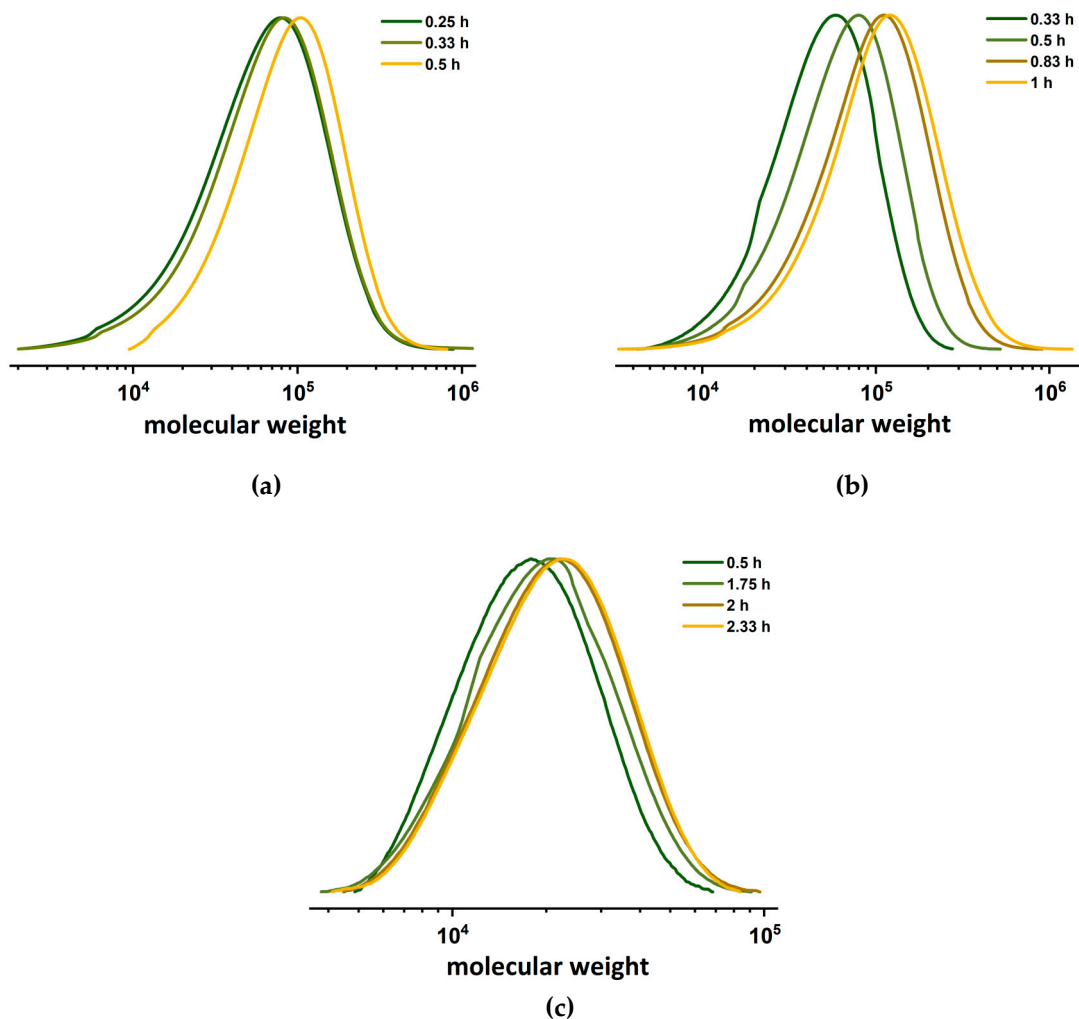 0.25 h
0.33 h
0.5 h
10⁴
10⁵
10⁶
molecular weight
(a)
0.33 h
0.5 h
0.83 h
1 h
10⁴
10⁵
10⁶
molecular weight
(b)
0.5 h
1.75 h
2 h
2.33 h
10⁴
10⁵
molecular weight
(c)